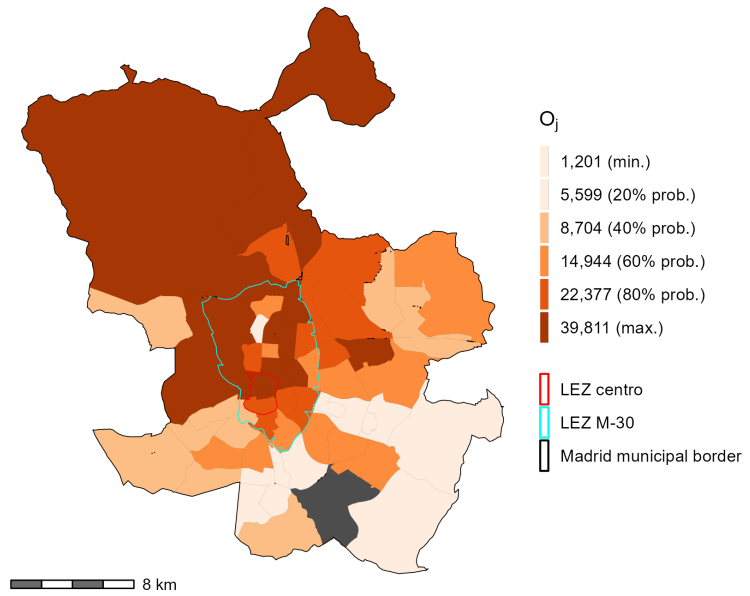 Oj
1,201 (min.)
5,599 (20% prob.)
8,704 (40% prob.)
14,944 (60% prob.)
22,377 (80% prob.)
39,811 (max.)
LEZ centro
LEZ M-30
Madrid municipal border
8 km